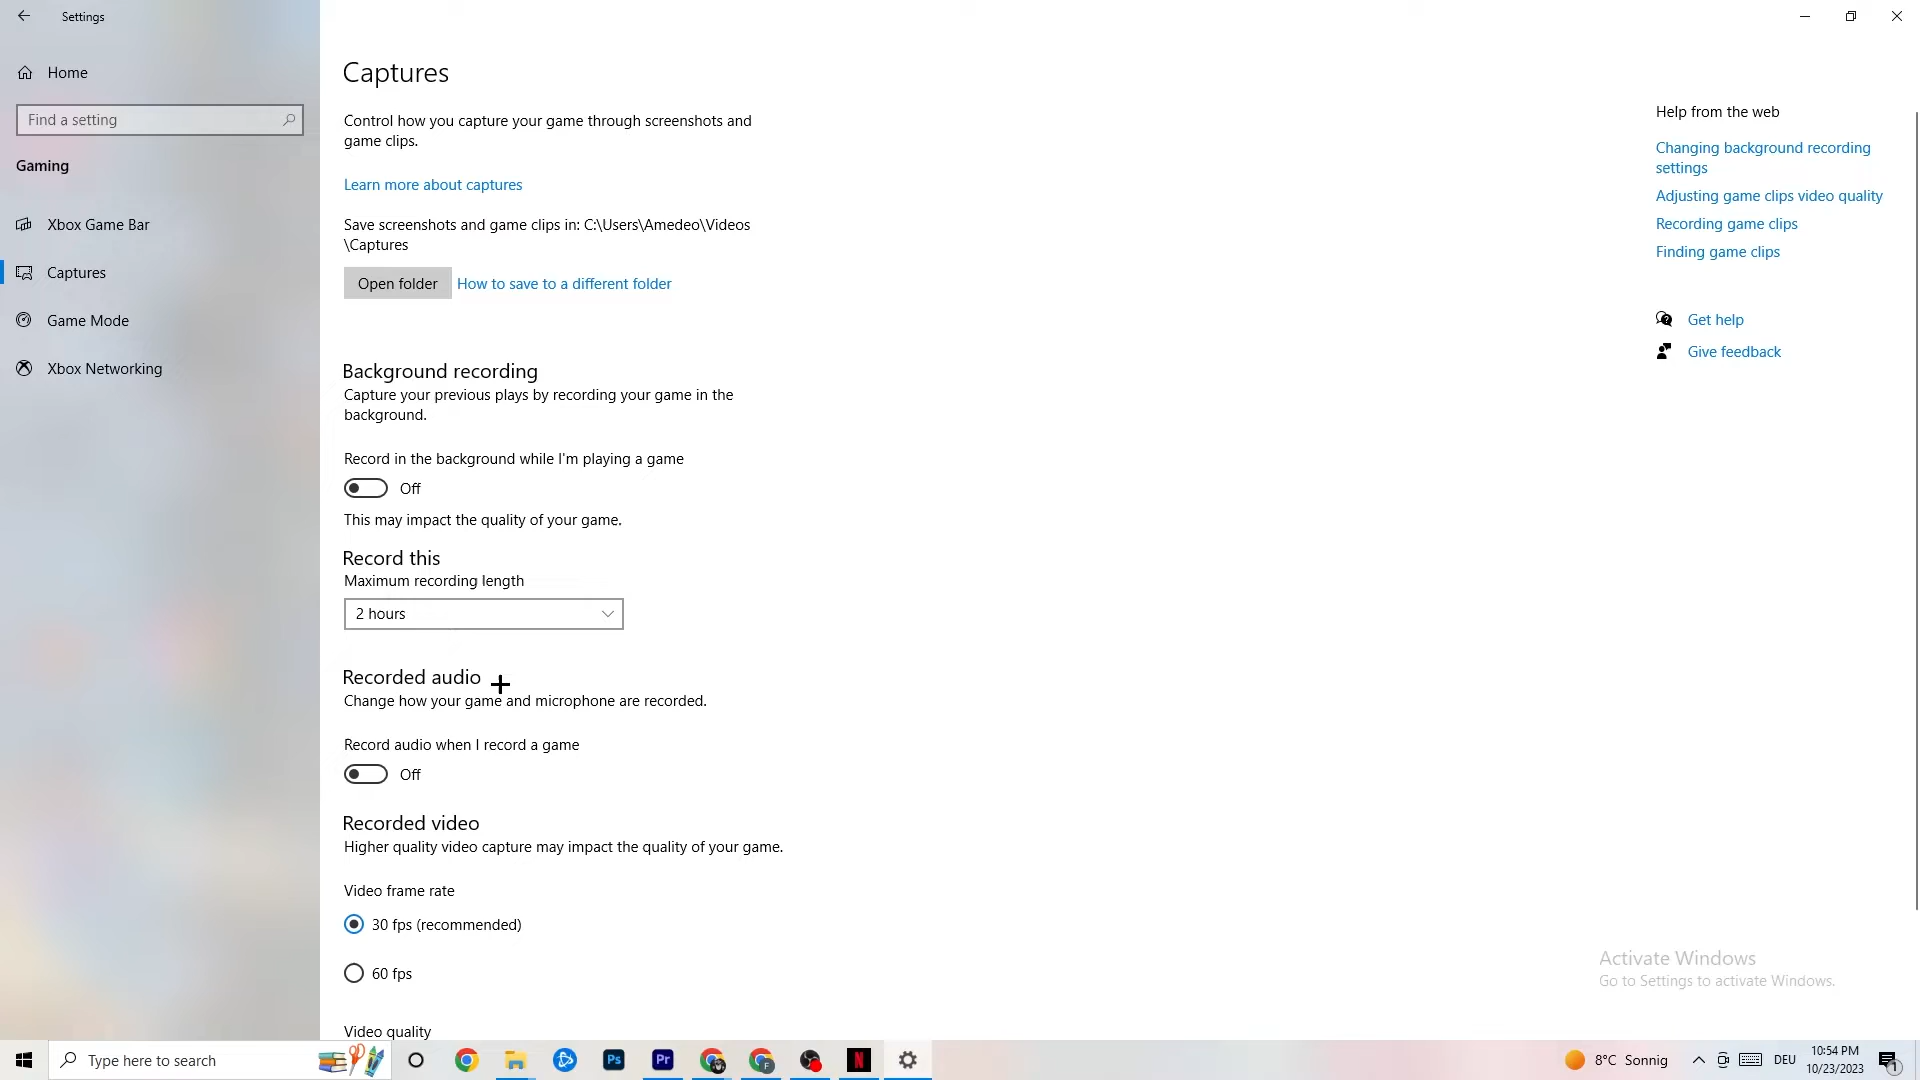 Settings
Home
Find a setting
Gaming
Xbox Game Bar
Captures
Game Mode
Xbox Networking
Captures
Control how you capture your game through screenshots and
game clips.
Learn more about captures
Save screenshots and game clips in: C:\Users\Amedeo\Videos
\Captures
Open folder
How to save to a different folder
Background recording
Capture your previous plays by recording your game in the
background.
Record in the background while I'm playing a game
Off
This may impact the quality of your game.
Record this
Maximum recording length
2 hours
Recorded audio
Change how your game and microphone are recorded.
Record audio when I record a game
Off
Recorded video
Higher quality video capture may impact the quality of your game.
Video frame rate
30 fps (recommended)
60 fps
Video quality
Help from the web
Changing background recording
settings
Adjusting game clips video quality
Recording game clips
Finding game clips
Get help
Give feedback
Activate Windows
Go to Settings to activate Windows.
Type here to search
Ps
Pr
F
N
8°C Sonnig
DEU
10:54 PM
10/23/2023
1